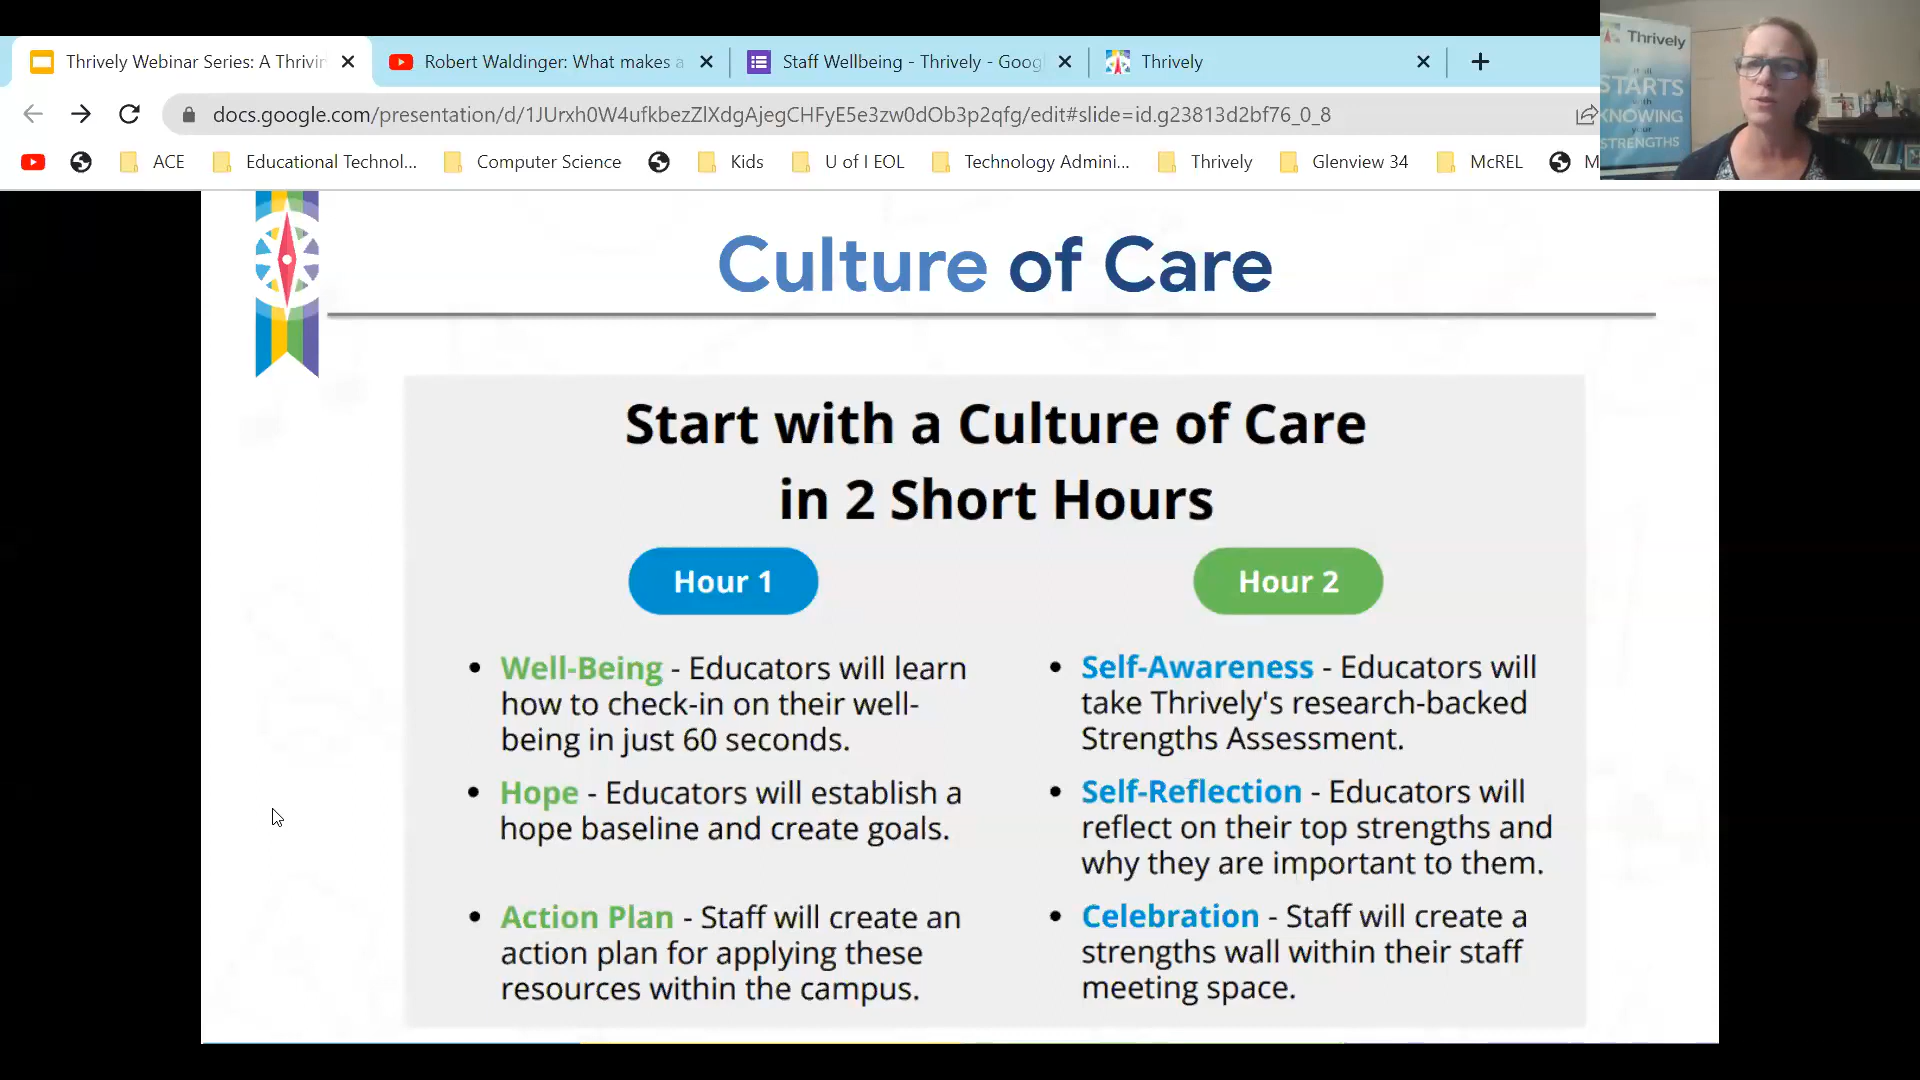 Thrively Webinar Series: A Thrivin
Robert Waldinger: What makes a
Staff Wellbeing - Thrively - Goog
Thrively
docs.google.com/presentation/d/1JUrxh0W4ufkbezZlXdgAjegCHFyE5e3zw0dOb3p2qfg/edit#slide=id.g23813d2bf76_0_8
ACE
Educational Technol...
Computer Science
Kids
U of I EOL
Technology Admini...
Thrively
Glenview 34
McREL
M
Thrively
STARTS
with
KNOWING
your
STRENGTHS
Culture of Care
Start with a Culture of Care
in 2 Short Hours
Hour 1
• Well-Being - Educators will learn
how to check-in on their well-
being in just 60 seconds.
• Hope - Educators will establish a
hope baseline and create goals.
• Action Plan - Staff will create an
action plan for applying these
resources within the campus.
Hour 2
• Self-Awareness - Educators will
take Thrively's research-backed
Strengths Assessment.
• Self-Reflection - Educators will
reflect on their top strengths and
why they are important to them.
• Celebration - Staff will create a
strengths wall within their staff
meeting space.